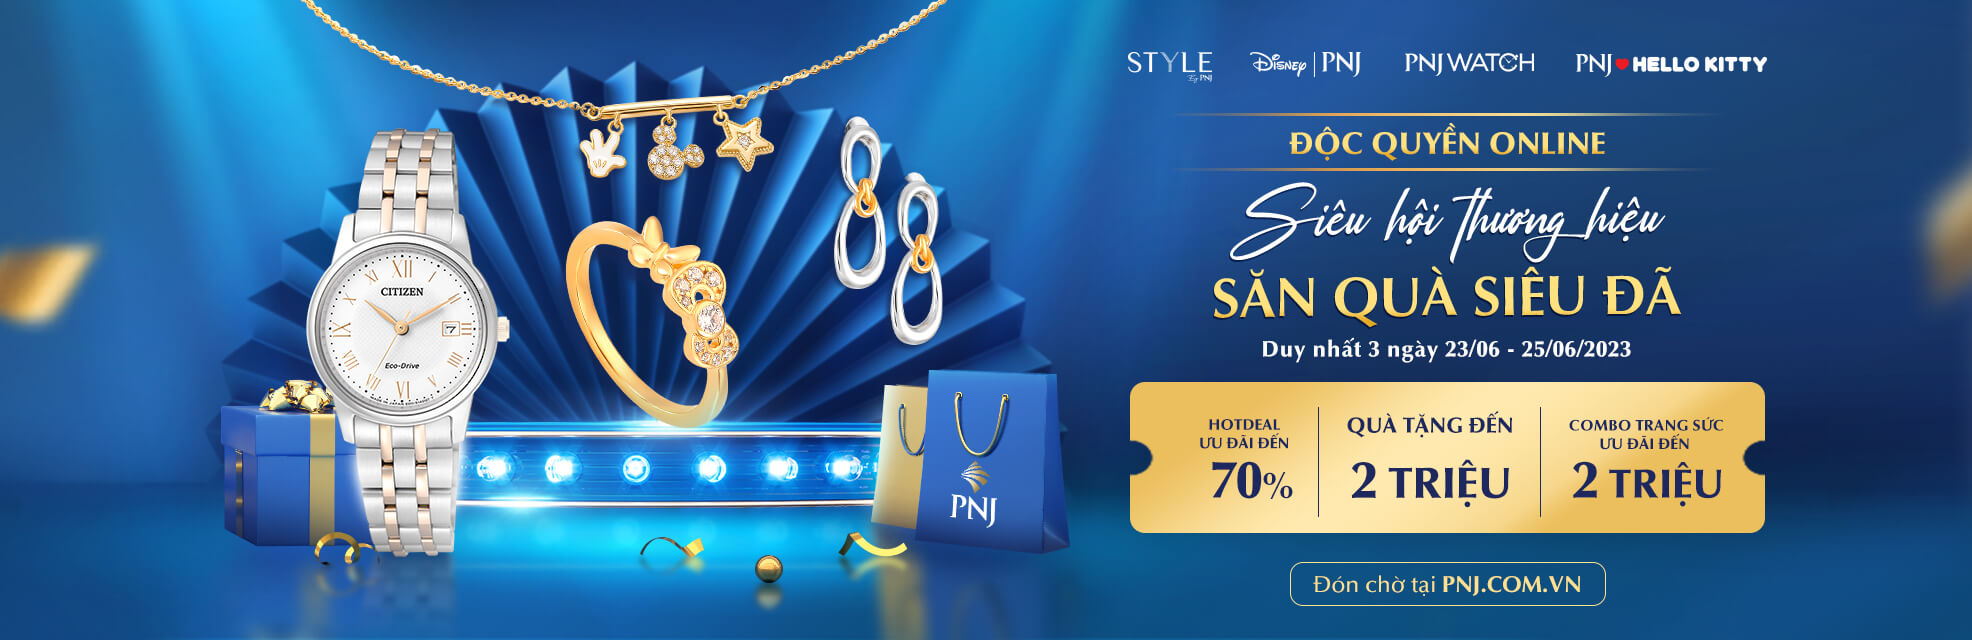 STYLE
By PNJ
Disney | PNJ
PNJ WATCH
PNJ HELLO KITTY
ĐỘC QUYỀN ONLINE
Siêu hội thương hiệu
SĂN QUÀ SIÊU ĐÃ
Duy nhất 3 ngày 23/06 - 25/06/2023
HOTDEAL
ƯU ĐÃI ĐẾN
70%
QUÀ TẶNG ĐẾN
2 TRIỆU
COMBO TRANG SỨC
ƯU ĐÃI ĐẾN
2 TRIỆU
Đón chờ tại PNJ.COM.VN
XII
CITIZEN
7
Eco-Drive
PNJ